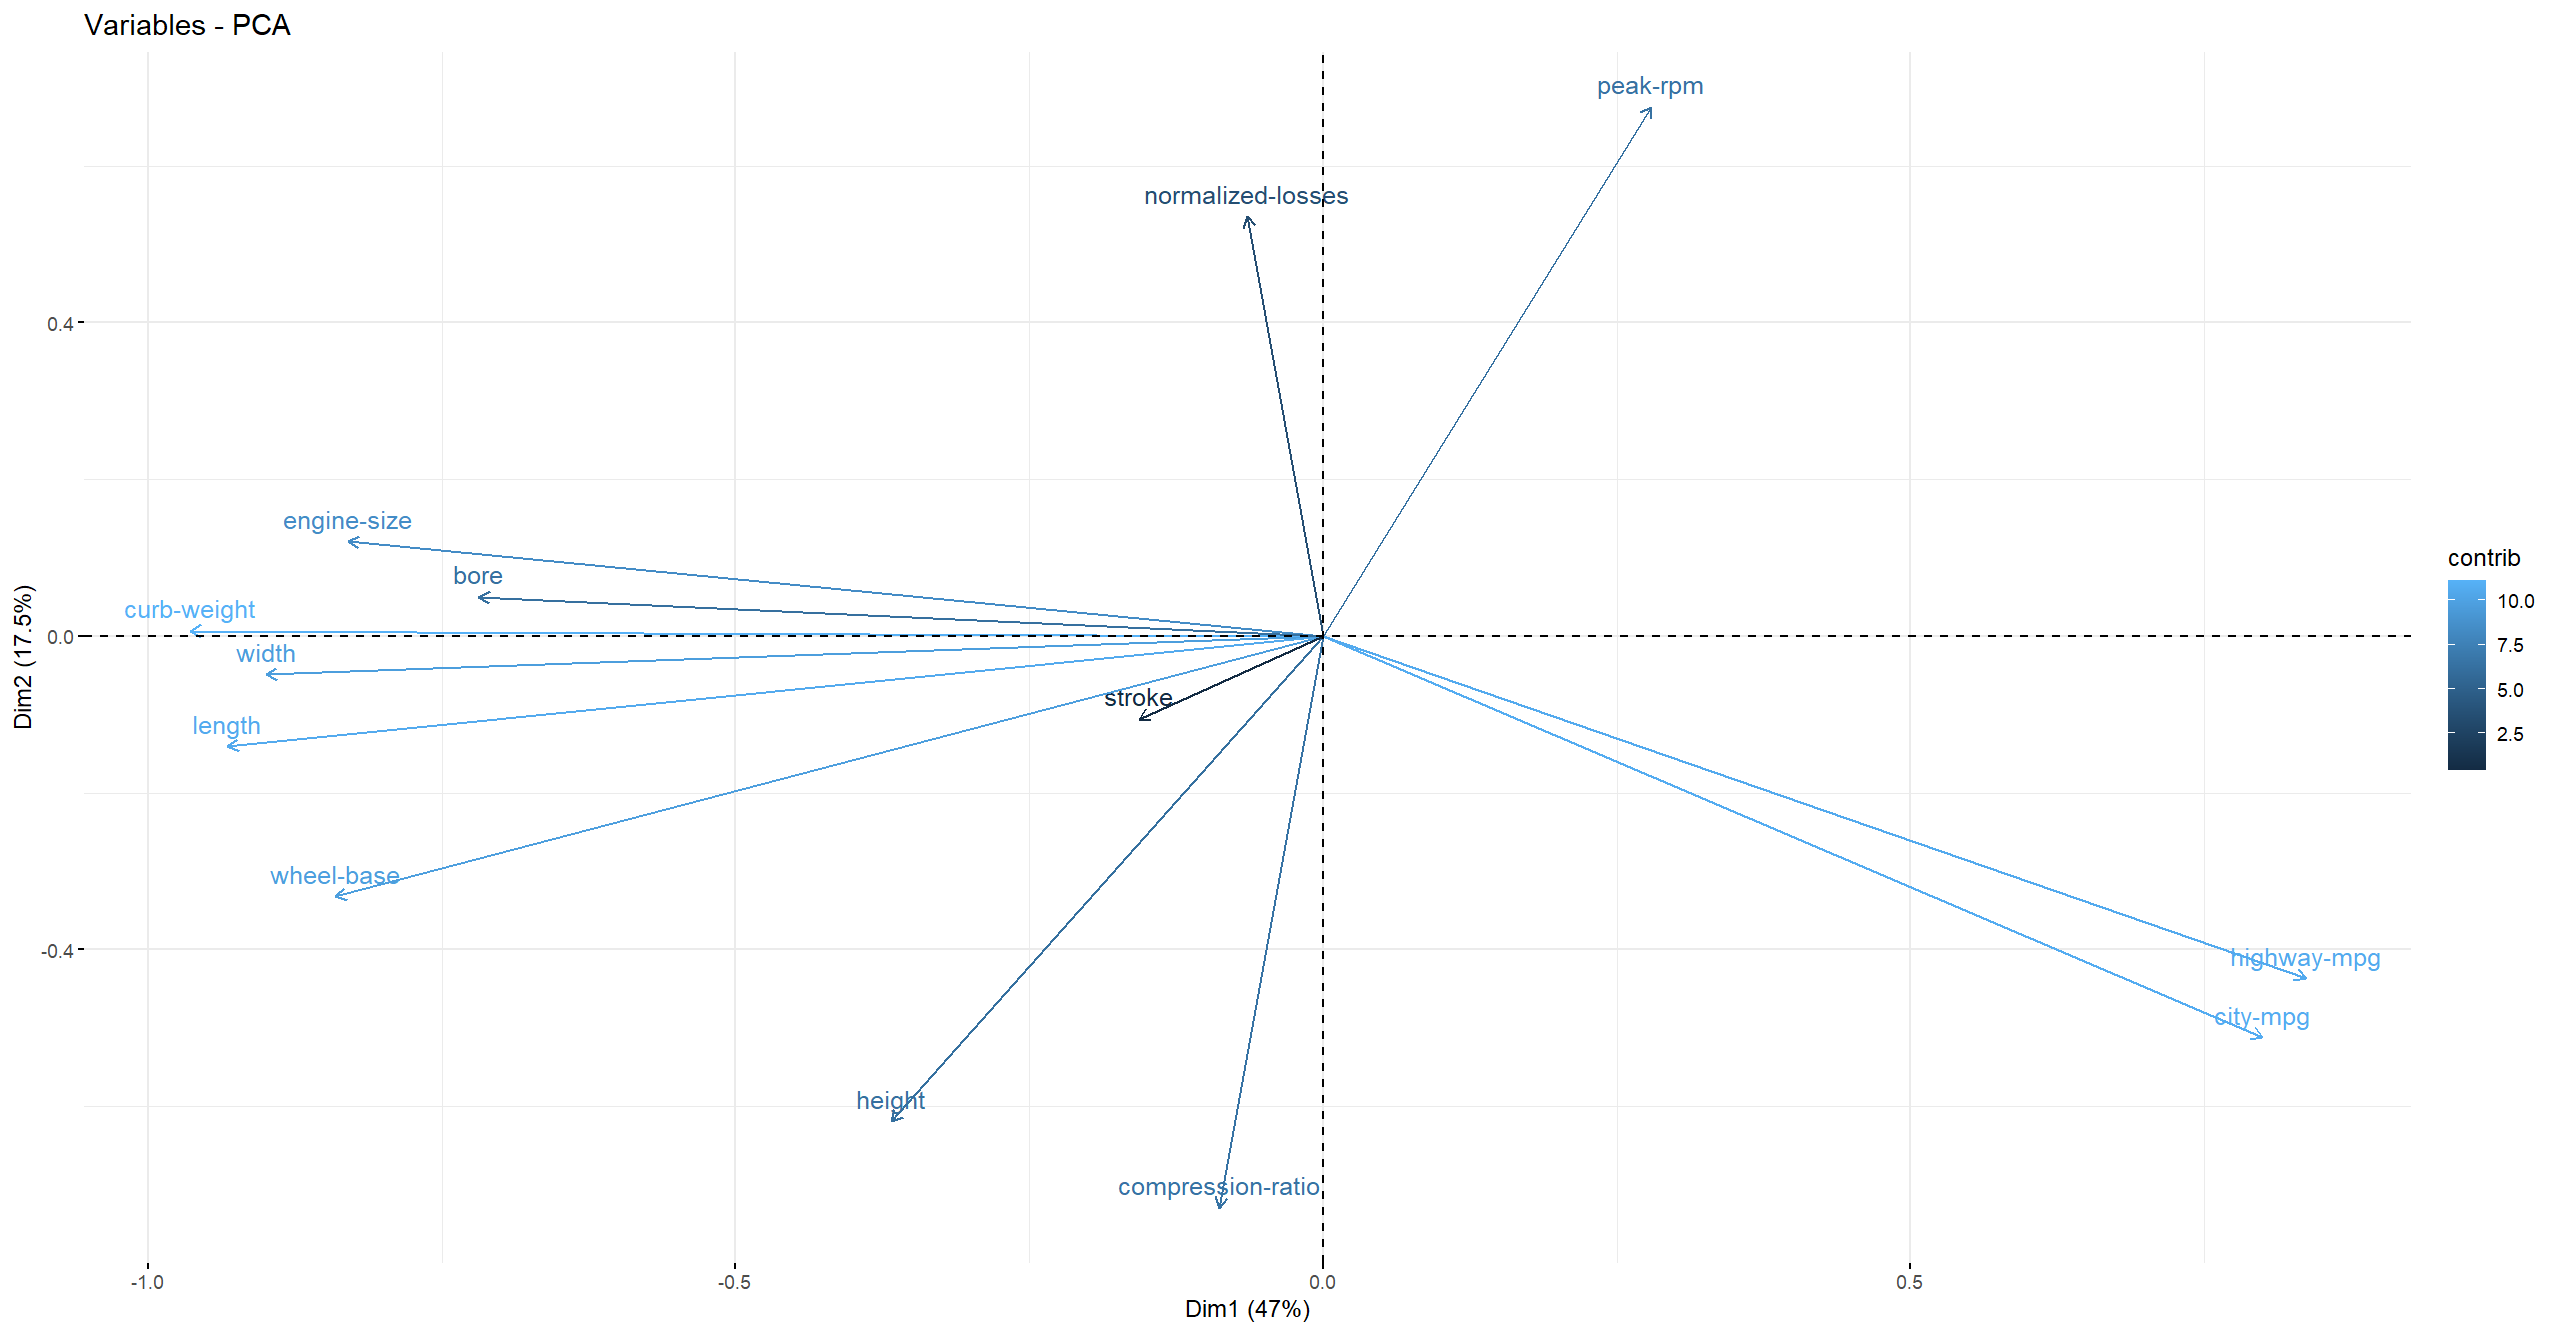 Variables - PCA
peak-rpm
normalized-losses
0.4
engine-size
contrib
bore
10.0
curb-weight
0.0
7.5
width
Dim2 (17.5%)
5.0
stroke
length
2.5
wheel-base
-0.4
highway-mpg
city-mpg
height
compression-ratio
-1.0
-0.5
0.0
0.5
Dim1 (47%)